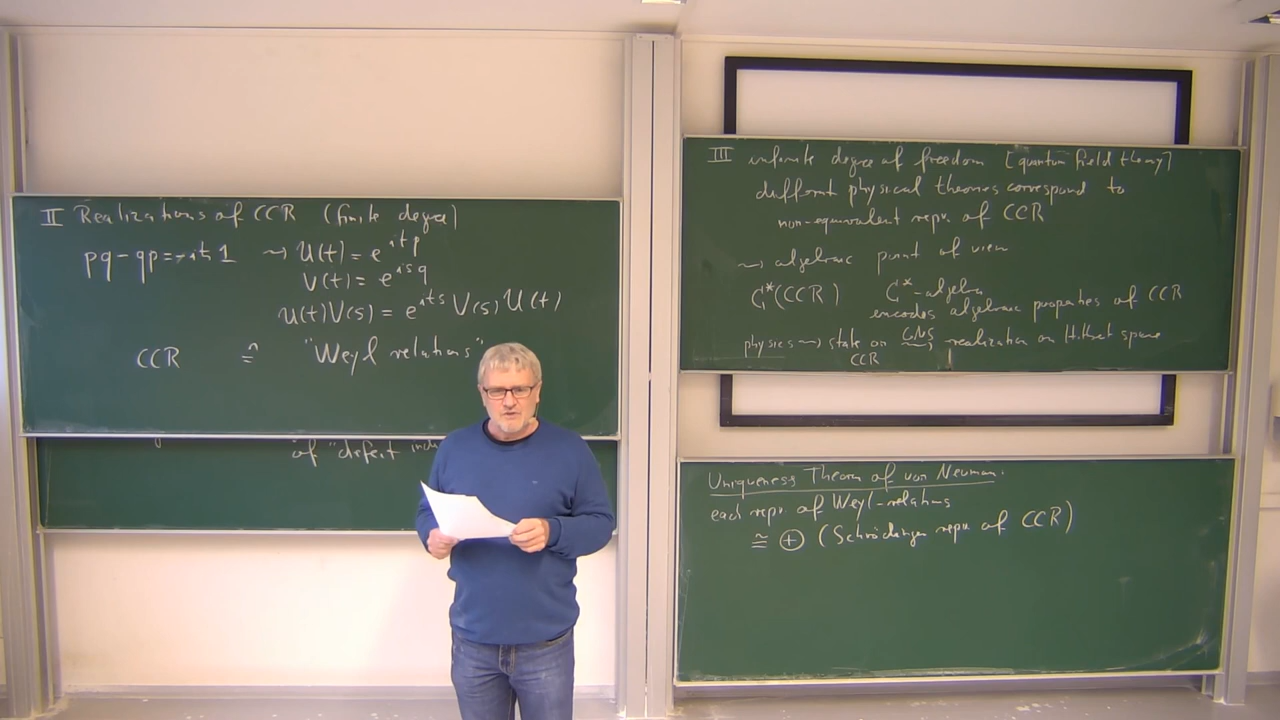 II Realizations of CCR (finite degree)
pq-qp=-iħ1 ⤳ U(t)=e^{itp}
V(t)=e^{isq}
U(t)V(s)=e^{its}V(s)U(t)
CCR ≙ "Weyl relations"
of "defect
III infinite degree of freedom [quantum field theory]
different physical theories correspond to
non-equivalent repr. of CCR
⤳ algebraic point of view
C*(CCR) C*-algebra
encodes algebraic properties of CCR
physics ⤳ state on CCR ⤳ GNS realization on Hilbert space
Uniqueness Theorem of von Neumann:
each repr. of Weyl-relations
≅ ⊕ (Schrödinger repr. of CCR)